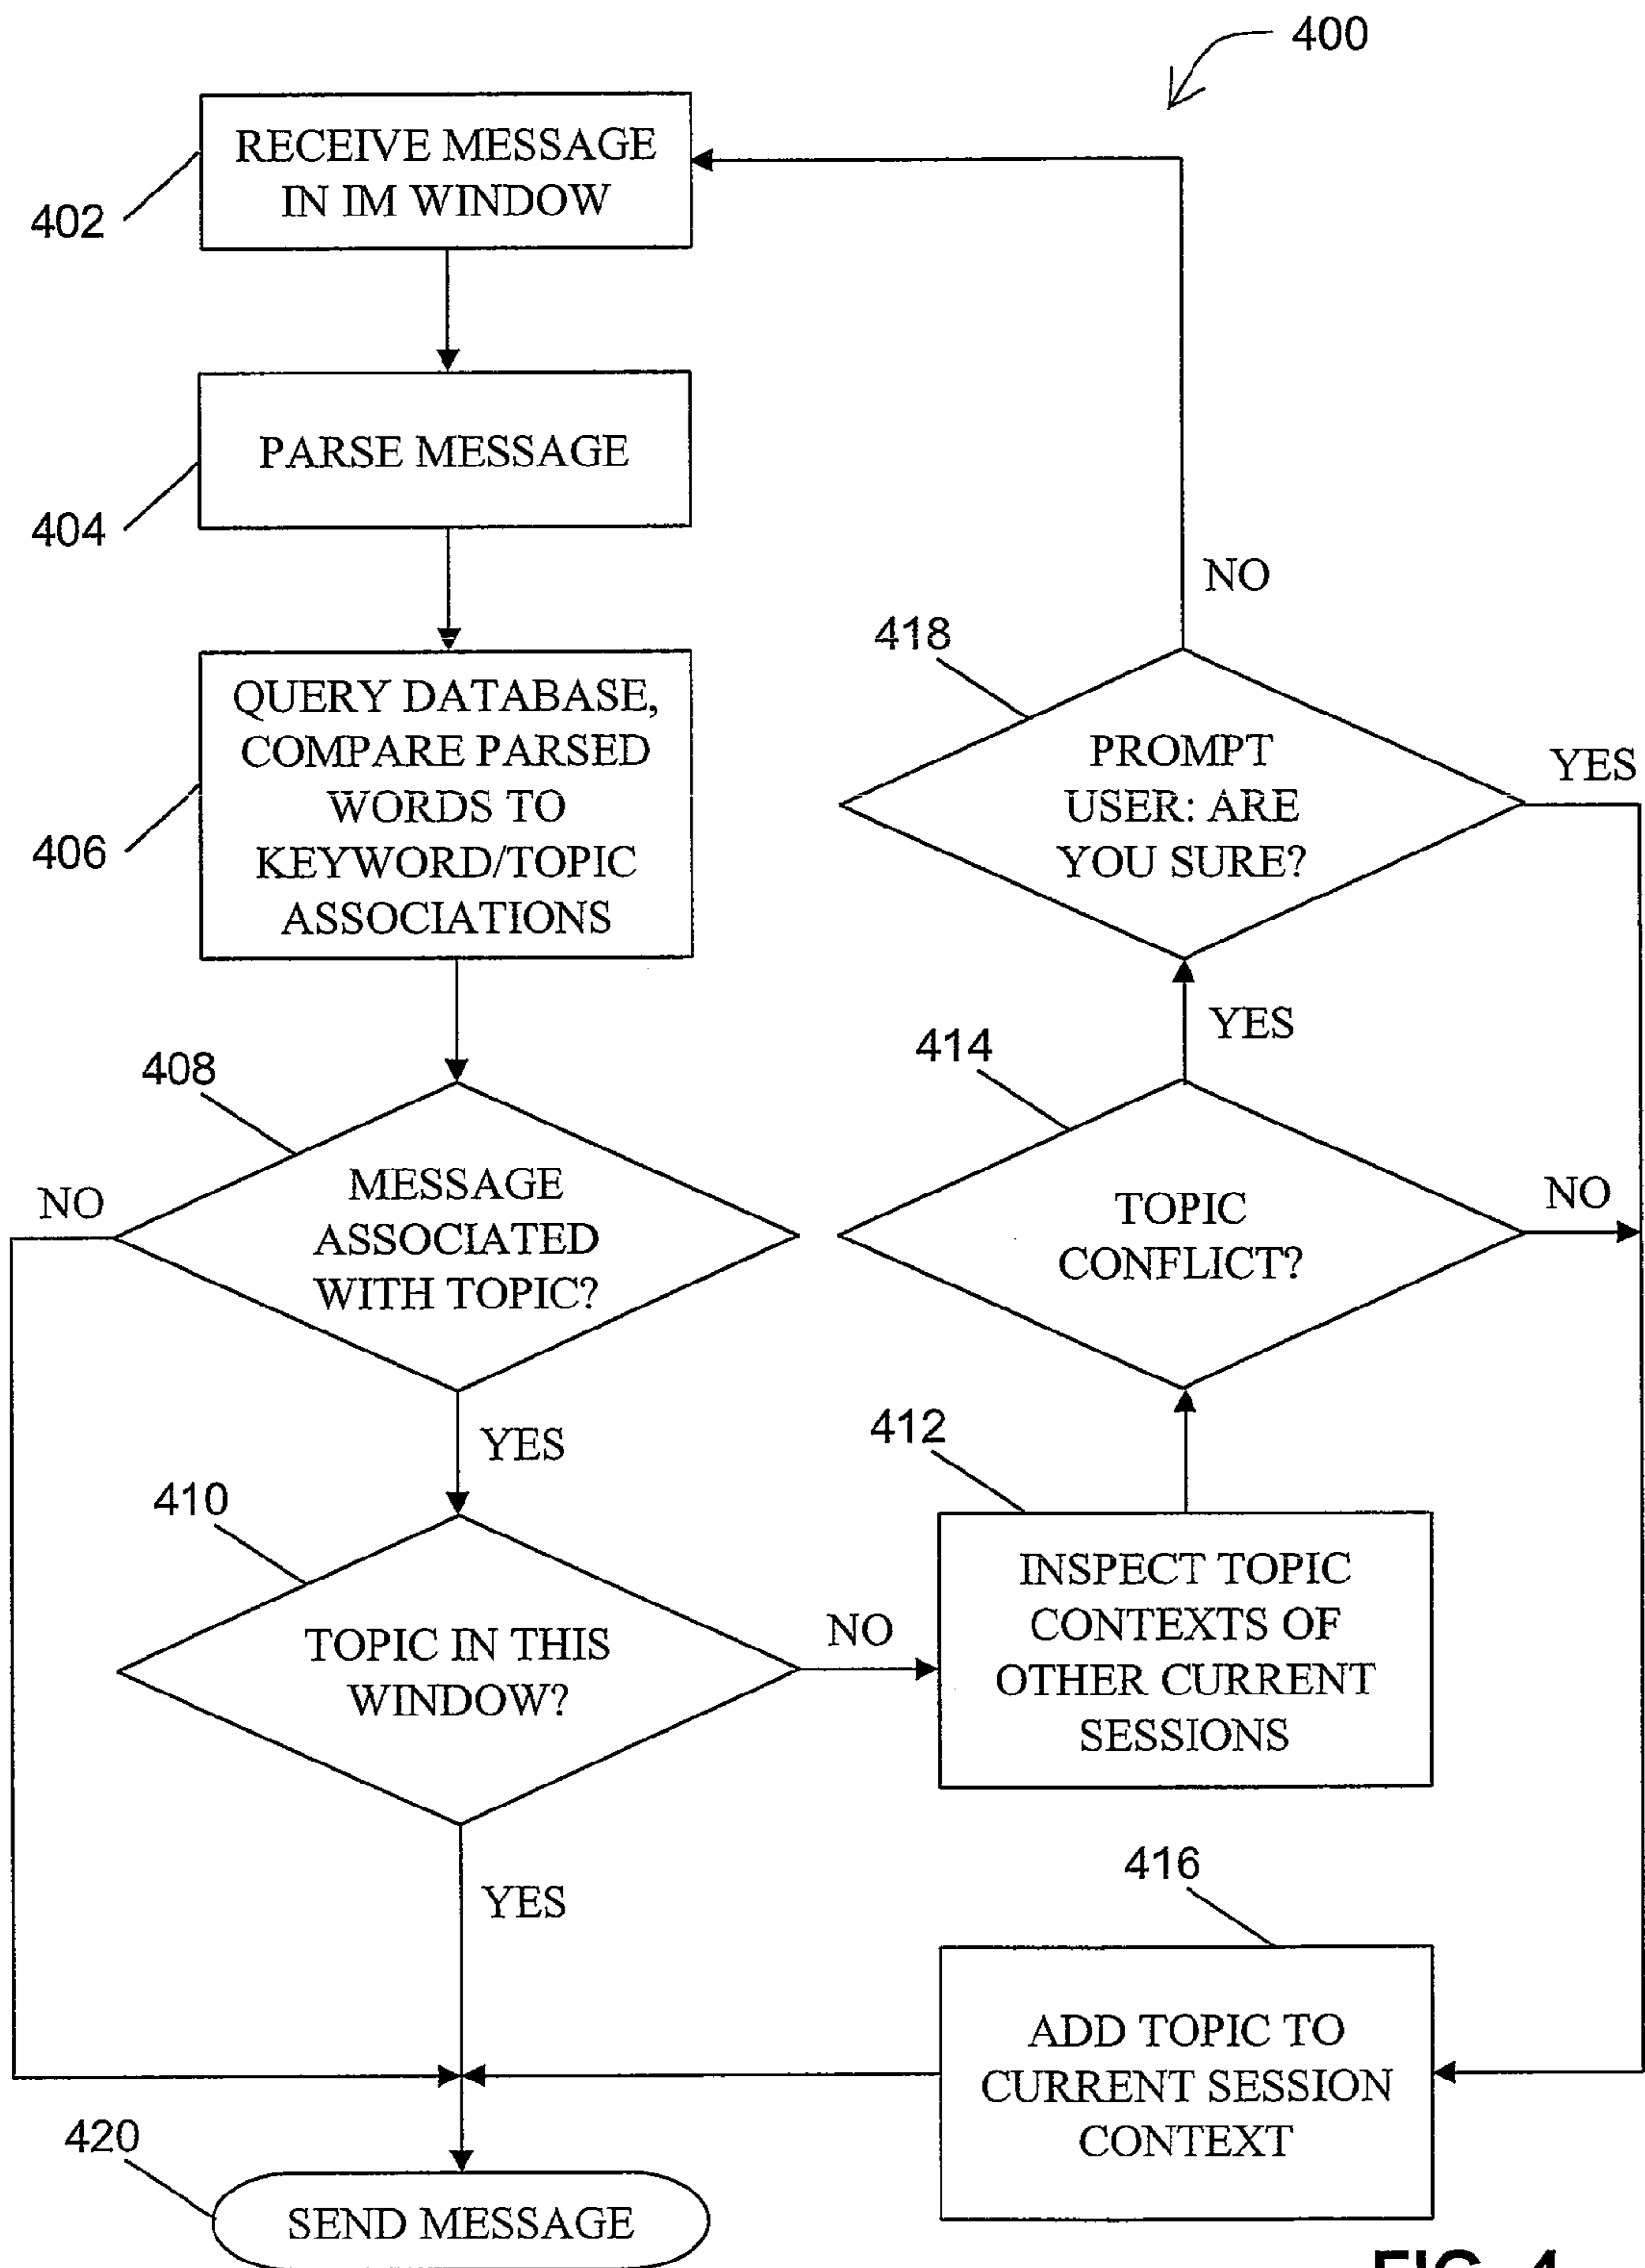 400
RECEIVE MESSAGE
IN IM WINDOW
402
PARSE MESSAGE
404
NO
418
QUERY DATABASE,
COMPARE PARSED
WORDS TO
KEYWORD/TOPIC
ASSOCIATIONS
406
PROMPT
USER: ARE
YOU SURE?
YES
YES
414
408
MESSAGE
ASSOCIATED
WITH TOPIC?
NO
TOPIC
CONFLICT?
NO
YES
412
410
TOPIC IN THIS
WINDOW?
NO
INSPECT TOPIC
CONTEXTS OF
OTHER CURRENT
SESSIONS
YES
416
ADD TOPIC TO
CURRENT SESSION
CONTEXT
420
SEND MESSAGE
FIG. 4